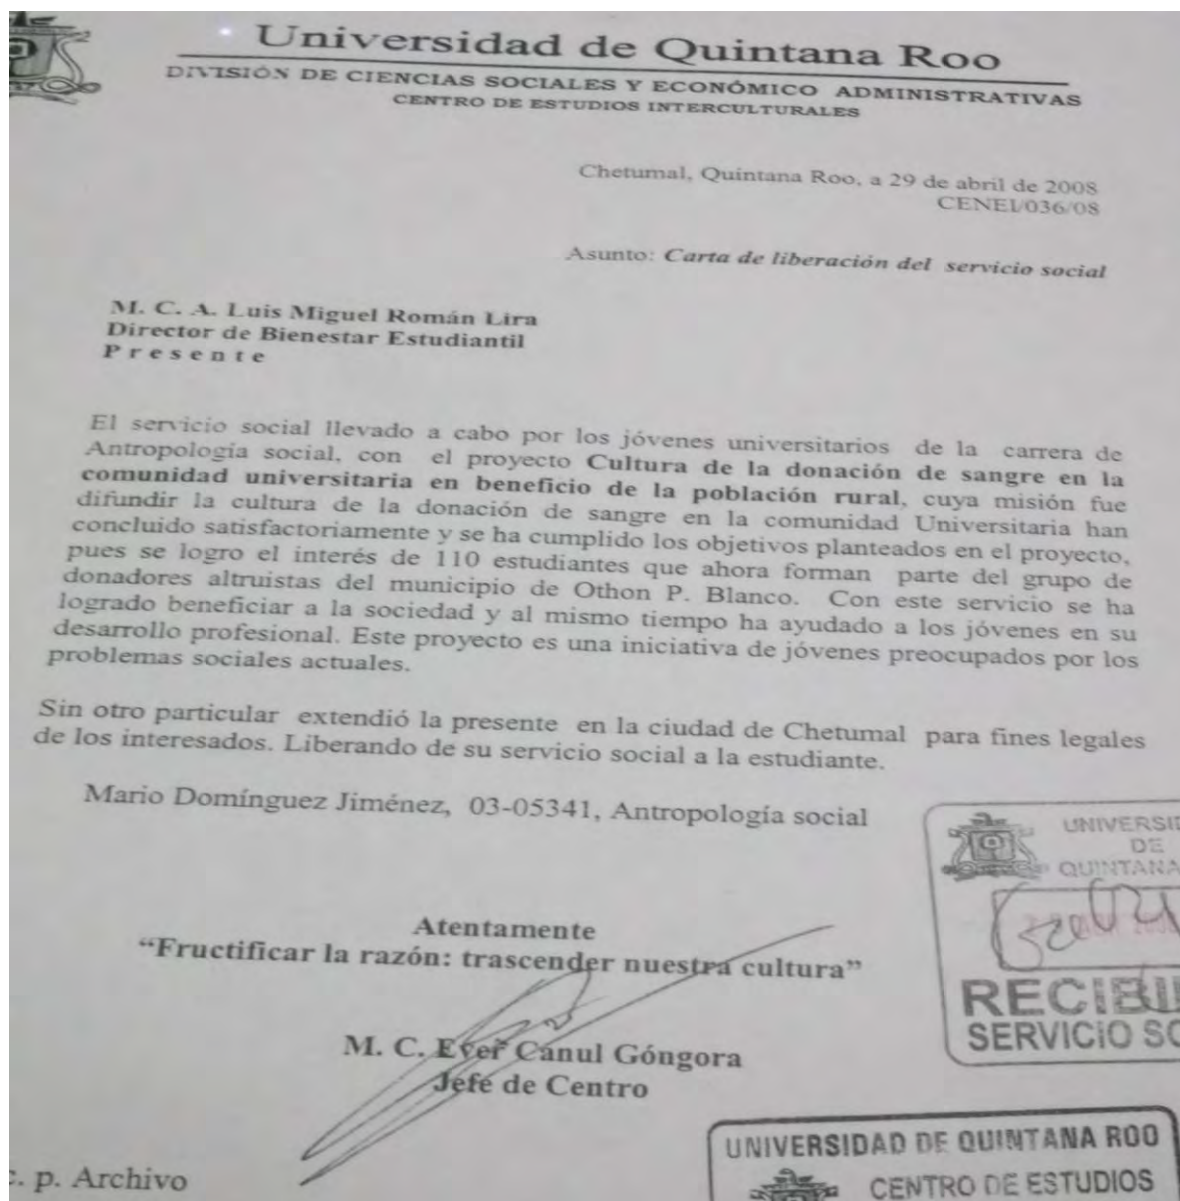 Universidad de Quintana Roo
DIVISIÓN DE CIENCIAS SOCIALES Y ECONÓMICO ADMINISTRATIVAS
CENTRO DE ESTUDIOS INTERCULTURALES
Chetumal, Quintana Roo, a 29 de abril de 2008
CENEI/036/08
Asunto: Carta de liberación del servicio social
M. C. A. Luis Miguel Román Lira
Director de Bienestar Estudiantil
P r e s e n t e
El servicio social llevado a cabo por los jóvenes universitarios de la carrera de
Antropología social, con el proyecto Cultura de la donación de sangre en la
comunidad universitaria en beneficio de la población rural, cuya misión fue
difundir la cultura de la donación de sangre en la comunidad Universitaria han
concluido satisfactoriamente y se ha cumplido los objetivos planteados en el proyecto,
pues se logro el interés de 110 estudiantes que ahora forman parte del grupo de
donadores altruistas del municipio de Othon P. Blanco. Con este servicio se ha
logrado beneficiar a la sociedad y al mismo tiempo ha ayudado a los jóvenes en su
desarrollo profesional. Este proyecto es una iniciativa de jóvenes preocupados por los
problemas sociales actuales.
Sin otro particular extendió la presente en la ciudad de Chetumal para fines legales
de los interesados. Liberando de su servicio social a la estudiante.
Mario Domínguez Jiménez, 03-05341, Antropología social
UNIVERSID
DE
QUINTANA
RECIBI
SERVICIO SO
Atentamente
“Fructificar la razón: trascender nuestra cultura”
M. C. Ever Canul Góngora
Jefe de Centro
UNIVERSIDAD DE QUINTANA ROO
CENTRO DE ESTUDIOS
c. p. Archivo